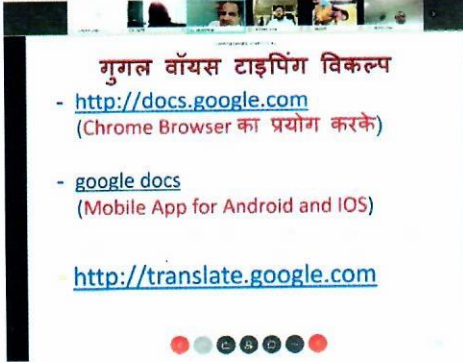 गुगल वॉयस टाइपिंग विकल्प
- http://docs.google.com
(Chrome Browser का प्रयोग करके)
- google docs
(Mobile App for Android and IOS)
http://translate.google.com